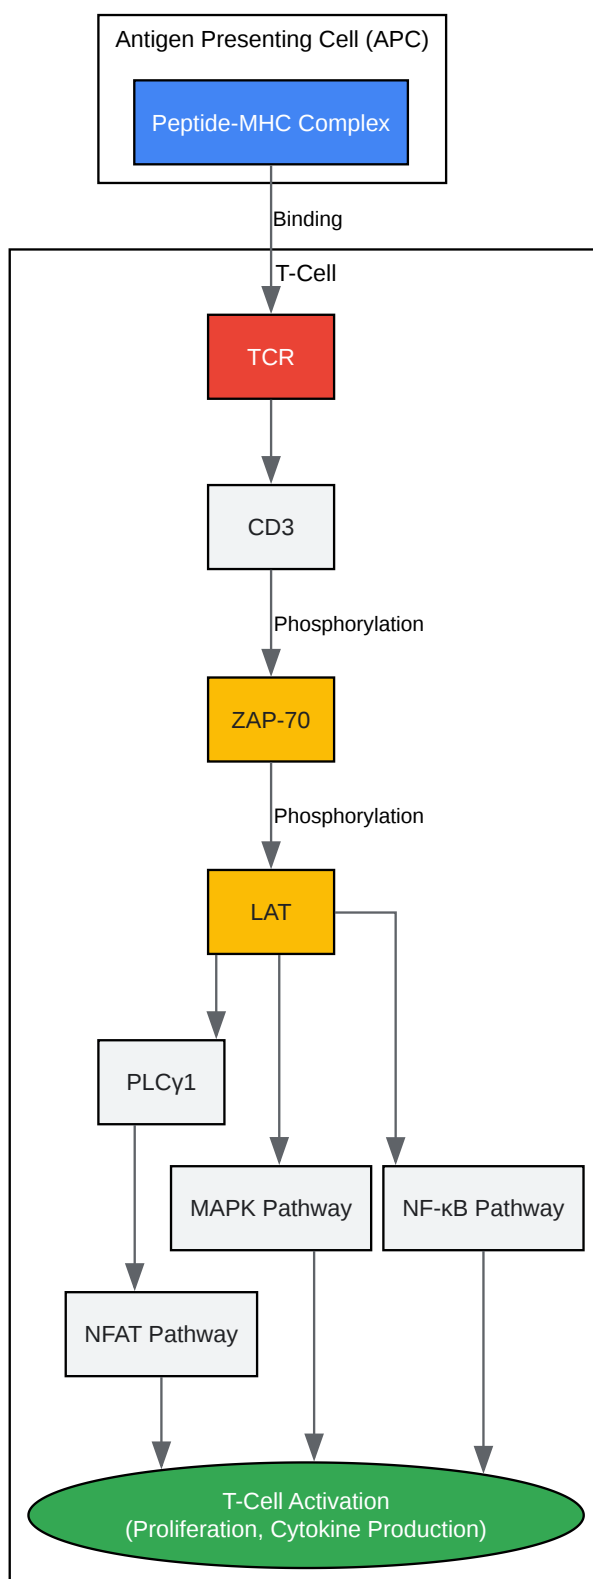 Antigen Presenting Cell (APC)
Peptide-MHC Complex
Binding
T-Cell
TCR
CD3
Phosphorylation
ZAP-70
Phosphorylation
LAT
PLCγ1
MAPK Pathway
NF-κB Pathway
NFAT Pathway
T-Cell Activation
(Proliferation, Cytokine Production)